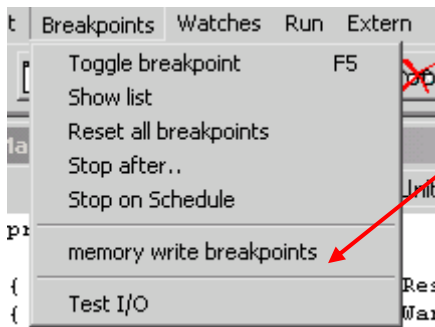 t Breakpoints Watches Run Extern
Toggle breakpoint F5
Show list
Reset all breakpoints
Stop after..
Stop on Schedule
memory write breakpoints
Test I/O
{
{